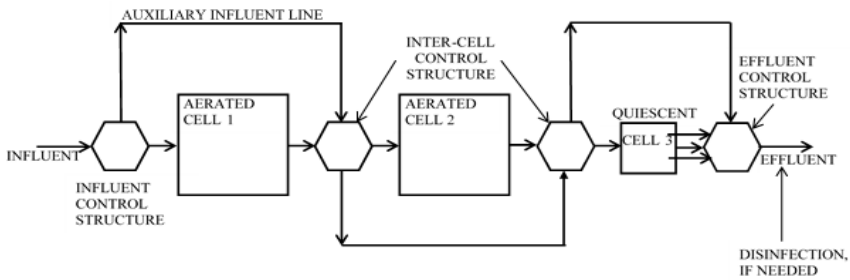 AUXILIARY INFLUENT LINE
INTER-CELL
CONTROL
STRUCTURE
EFFLUENT
CONTROL
STRUCTURE
AERATED
CELL 1
AERATED
CELL 2
QUIESCENT
CELL 3
INFLUENT
EFFLUENT
INFLUENT
CONTROL
STRUCTURE
DISINFECTION,
IF NEEDED